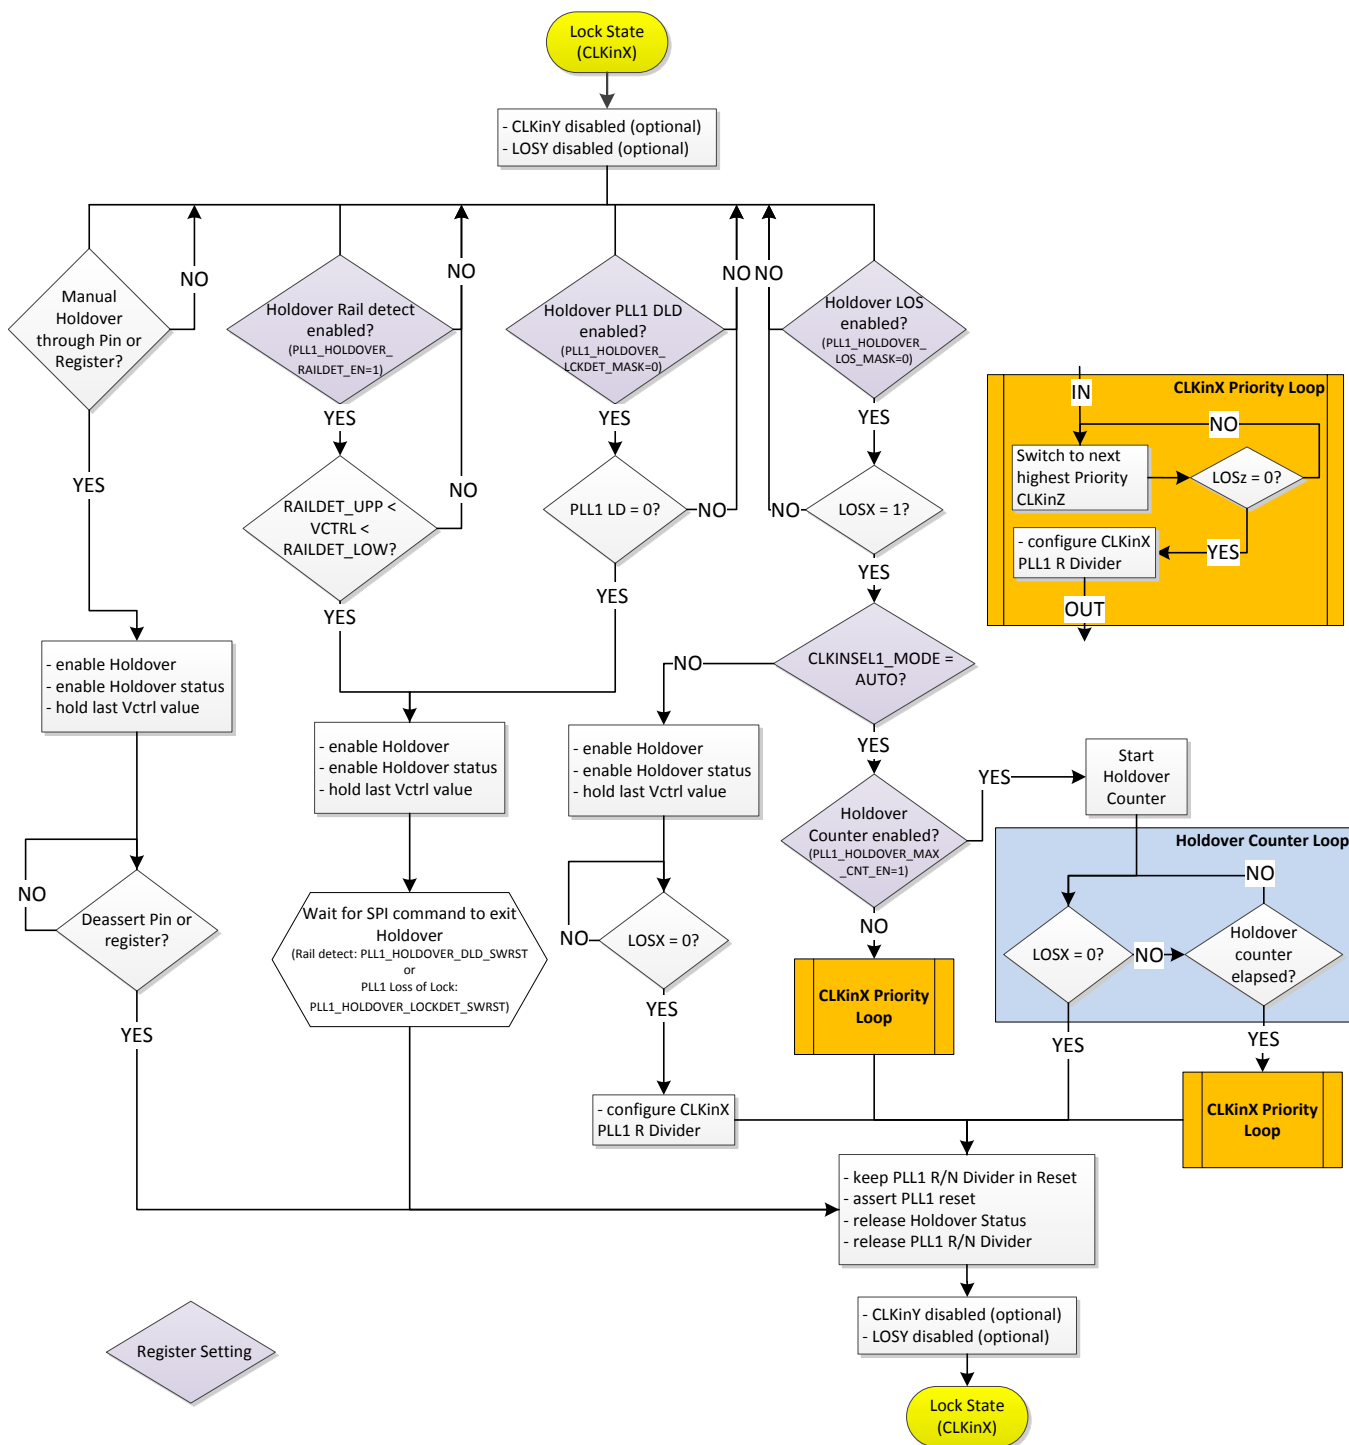 Lock State
(CLKinX)
- CLKinY disabled (optional)
- LOSY disabled (optional)
NO
NO
NO
NO
Manual
Holdover
through Pin or
Register?
Holdover Rail detect
enabled?
(PLL1_HOLDOVER_
RAILDET_EN=1)
Holdover PLL1 DLD
enabled?
(PLL1_HOLDOVER_
LCKDET_MASK=0)
Holdover LOS
enabled?
(PLL1_HOLDOVER_
LOS_MASK=0)
YES
YES
YES
YES
RAILDET_UPP <
VCTRL <
RAILDET_LOW?
NO
PLL1 LD = 0?
NO
NO
LOSX = 1?
CLKinX Priority Loop
IN
NO
Switch to next
highest Priority
CLKinZ
LOSz = 0?
- configure CLKinX
PLL1 R Divider
YES
OUT
YES
YES
YES
- enable Holdover
- enable Holdover status
- hold last Vctrl value
NO
CLKINSEL1_MODE =
AUTO?
- enable Holdover
- enable Holdover status
- hold last Vctrl value
- enable Holdover
- enable Holdover status
- hold last Vctrl value
YES
YES
Start
Holdover
Counter
Holdover
Counter enabled?
(PLL1_HOLDOVER_MAX
_CNT_EN=1)
Holdover Counter Loop
NO
NO
Deassert Pin or
register?
Wait for SPI command to exit
Holdover
(Rail detect: PLL1_HOLDOVER_DLD_SWRST
or
PLL1 Loss of Lock:
PLL1_HOLDOVER_LOCKDET_SWRST)
NO
LOSX = 0?
NO
LOSX = 0?
NO
Holdover
counter
elapsed?
YES
YES
CLKinX Priority
Loop
YES
YES
CLKinX Priority
Loop
- configure CLKinX
PLL1 R Divider
- keep PLL1 R/N Divider in Reset
- assert PLL1 reset
- release Holdover Status
- release PLL1 R/N Divider
- CLKinY disabled (optional)
- LOSY disabled (optional)
Register Setting
Lock State
(CLKinX)